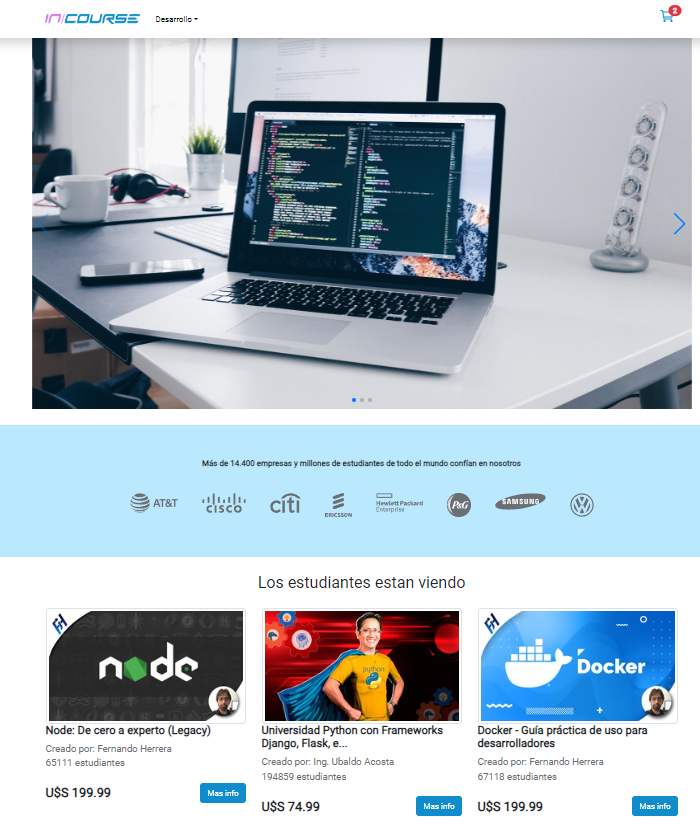 INICOURSE
Desarrollo
2
Más de 14.400 empresas y millones de estudiantes de todo el mundo confían en nosotros
AT&T
CISCO
citi
ERICSSON
Hewlett Packard
Enterprise
P&G
SAMSUNG
Los estudiantes estan viendo
node
Node: De cero a experto (Legacy)
Creado por: Fernando Herrera
65111 estudiantes
U$S 199.99
Mas info
python
Universidad Python con Frameworks
Django, Flask, e...
Creado por: Ing. Ubaldo Acosta
194859 estudiantes
U$S 74.99
Mas info
Docker
Docker - Guía práctica de uso para
desarrolladores
Creado por: Fernando Herrera
67118 estudiantes
U$S 199.99
Mas info